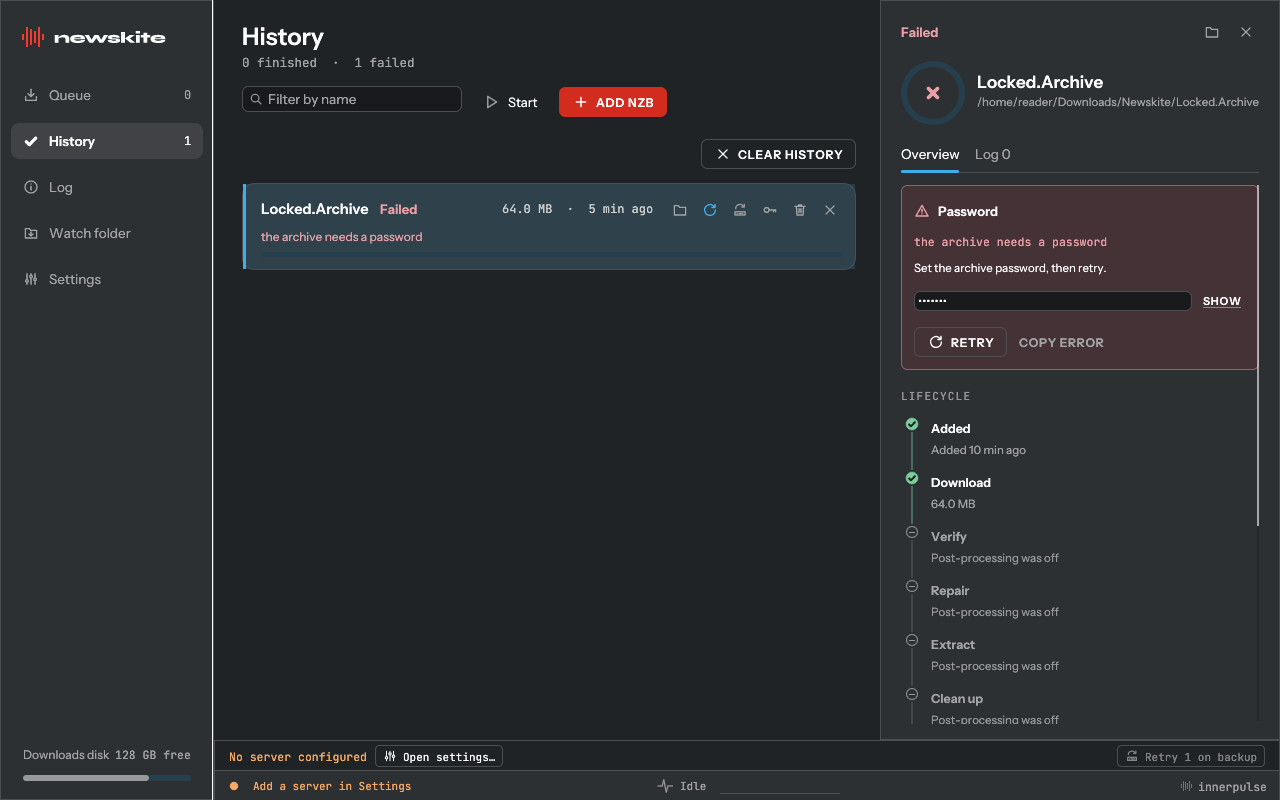 newskite
Queue 0
History 1
Log
Watch folder
Settings
Downloads disk 128 GB free
History
0 finished · 1 failed
Filter by name
Start
ADD NZB
CLEAR HISTORY
Locked.Archive Failed 64.0 MB · 5 min ago
the archive needs a password
Failed
Locked.Archive
/home/reader/Downloads/Newskite/Locked.Archive
Overview Log 0
Password
the archive needs a password
Set the archive password, then retry.
SHOW
RETRY COPY ERROR
LIFECYCLE
Added
Added 10 min ago
Download
64.0 MB
Verify
Post-processing was off
Repair
Post-processing was off
Extract
Post-processing was off
Clean up
Post-processing was off
No server configured Open settings… Retry 1 on backup
Add a server in Settings Idle innerpulse